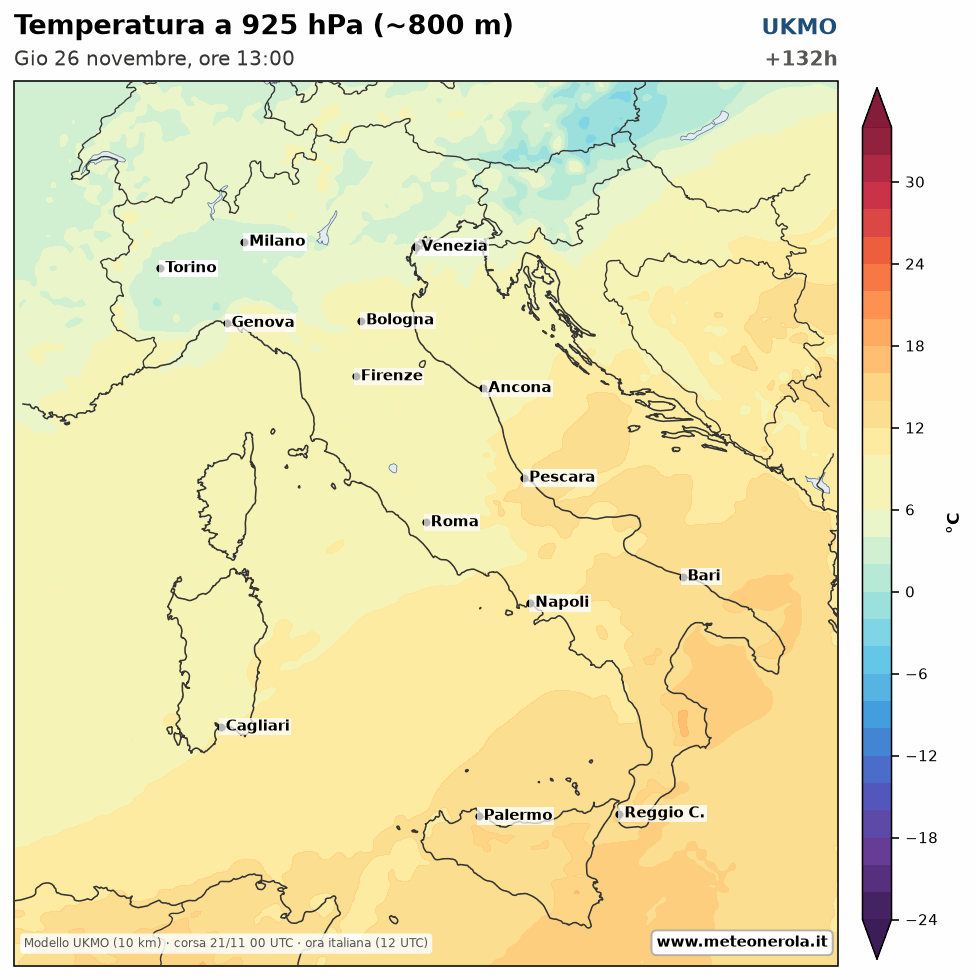 Temperatura a 925 hPa (~800 m)
UKMO
Gio 26 novembre, ore 13:00
+132h
Milano
Venezia
Torino
Genova
Bologna
Firenze
Ancona
Pescara
Roma
Bari
Napoli
Cagliari
Palermo
Reggio C.
30
24
18
12
6
0
−6
−12
−18
−24
°C
Modello UKMO (10 km) · corsa 21/11 00 UTC · ora italiana (12 UTC)
www.meteonerola.it